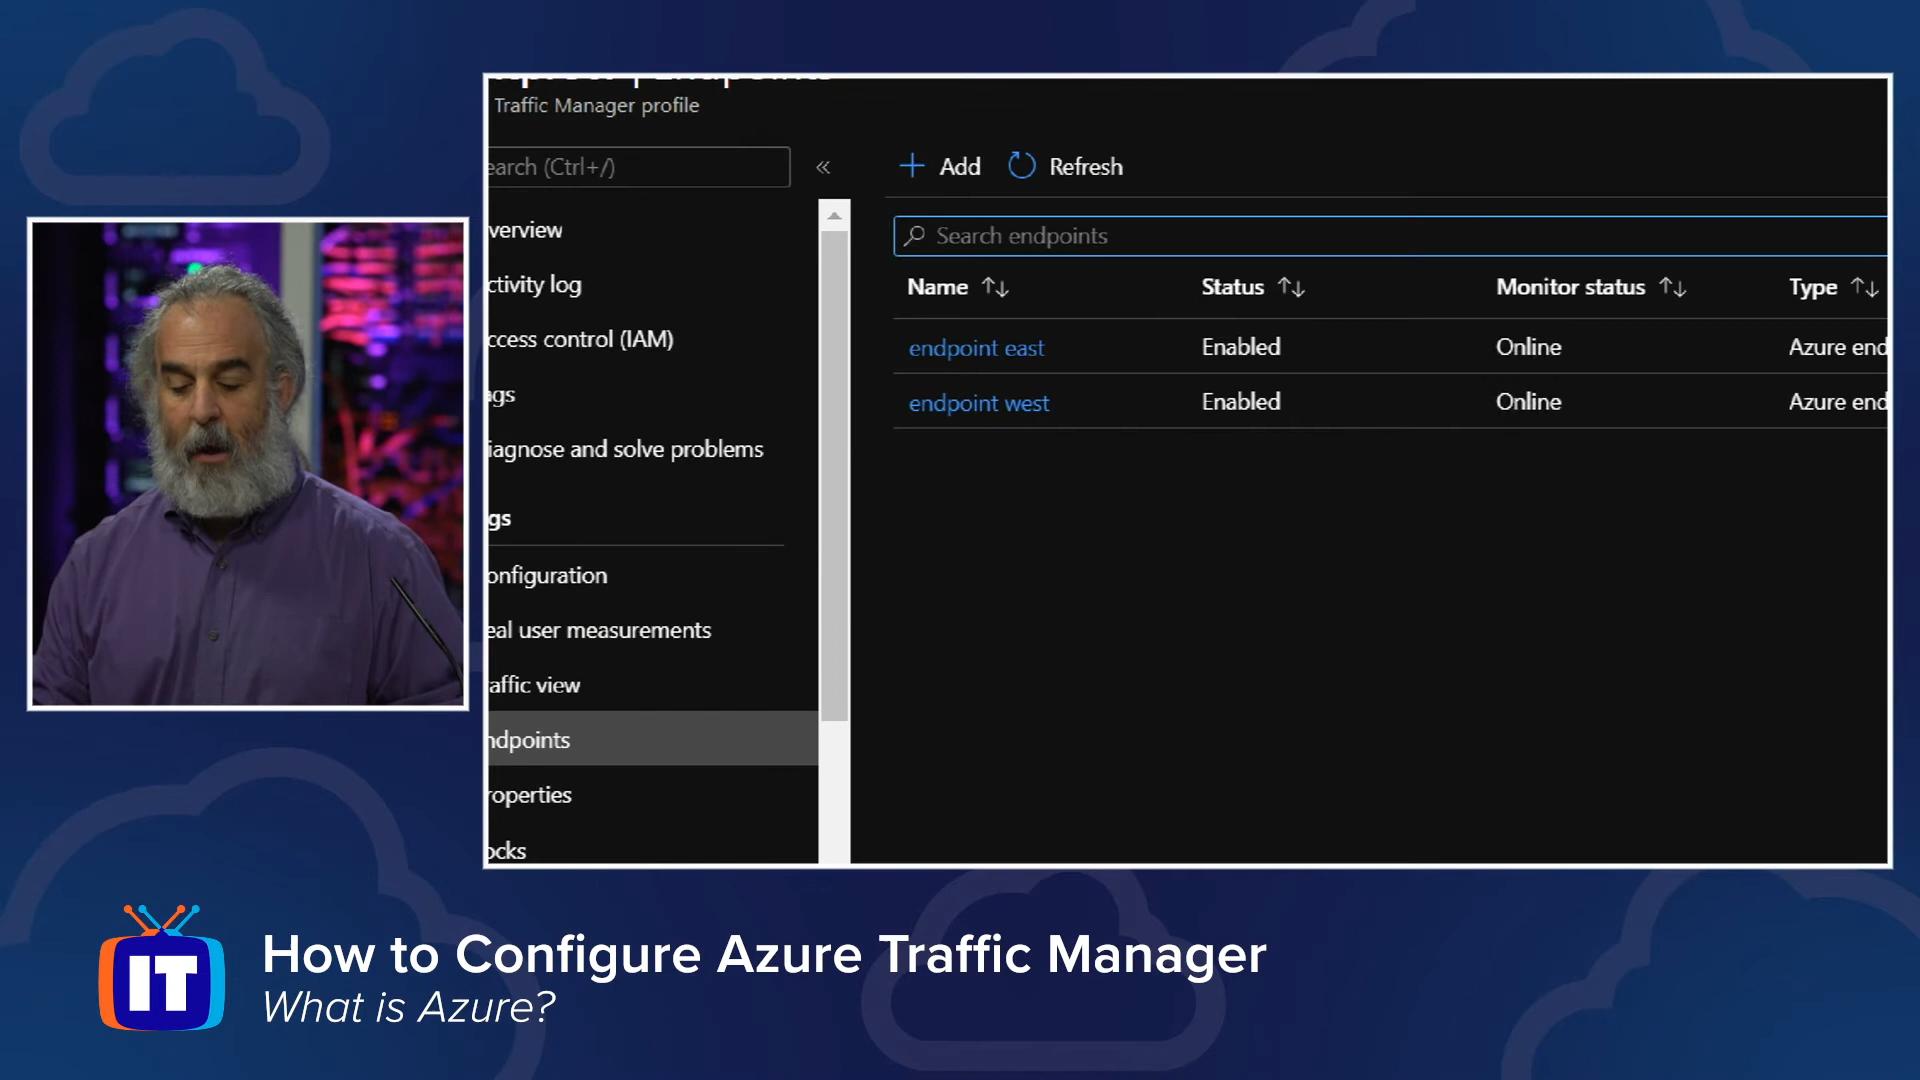 Traffic Manager profile
earch (Ctrl+/)
«
Add
Refresh
verview
Search endpoints
ctivity log
Name ↑↓ Status ↑↓ Monitor status ↑↓ Type ↑↓
ccess control (IAM)
endpoint east Enabled Online Azure end
ags
endpoint west Enabled Online Azure end
iagnose and solve problems
gs
onfiguration
eal user measurements
affic view
ndpoints
roperties
ocks
IT
How to Configure Azure Traffic Manager
What is Azure?